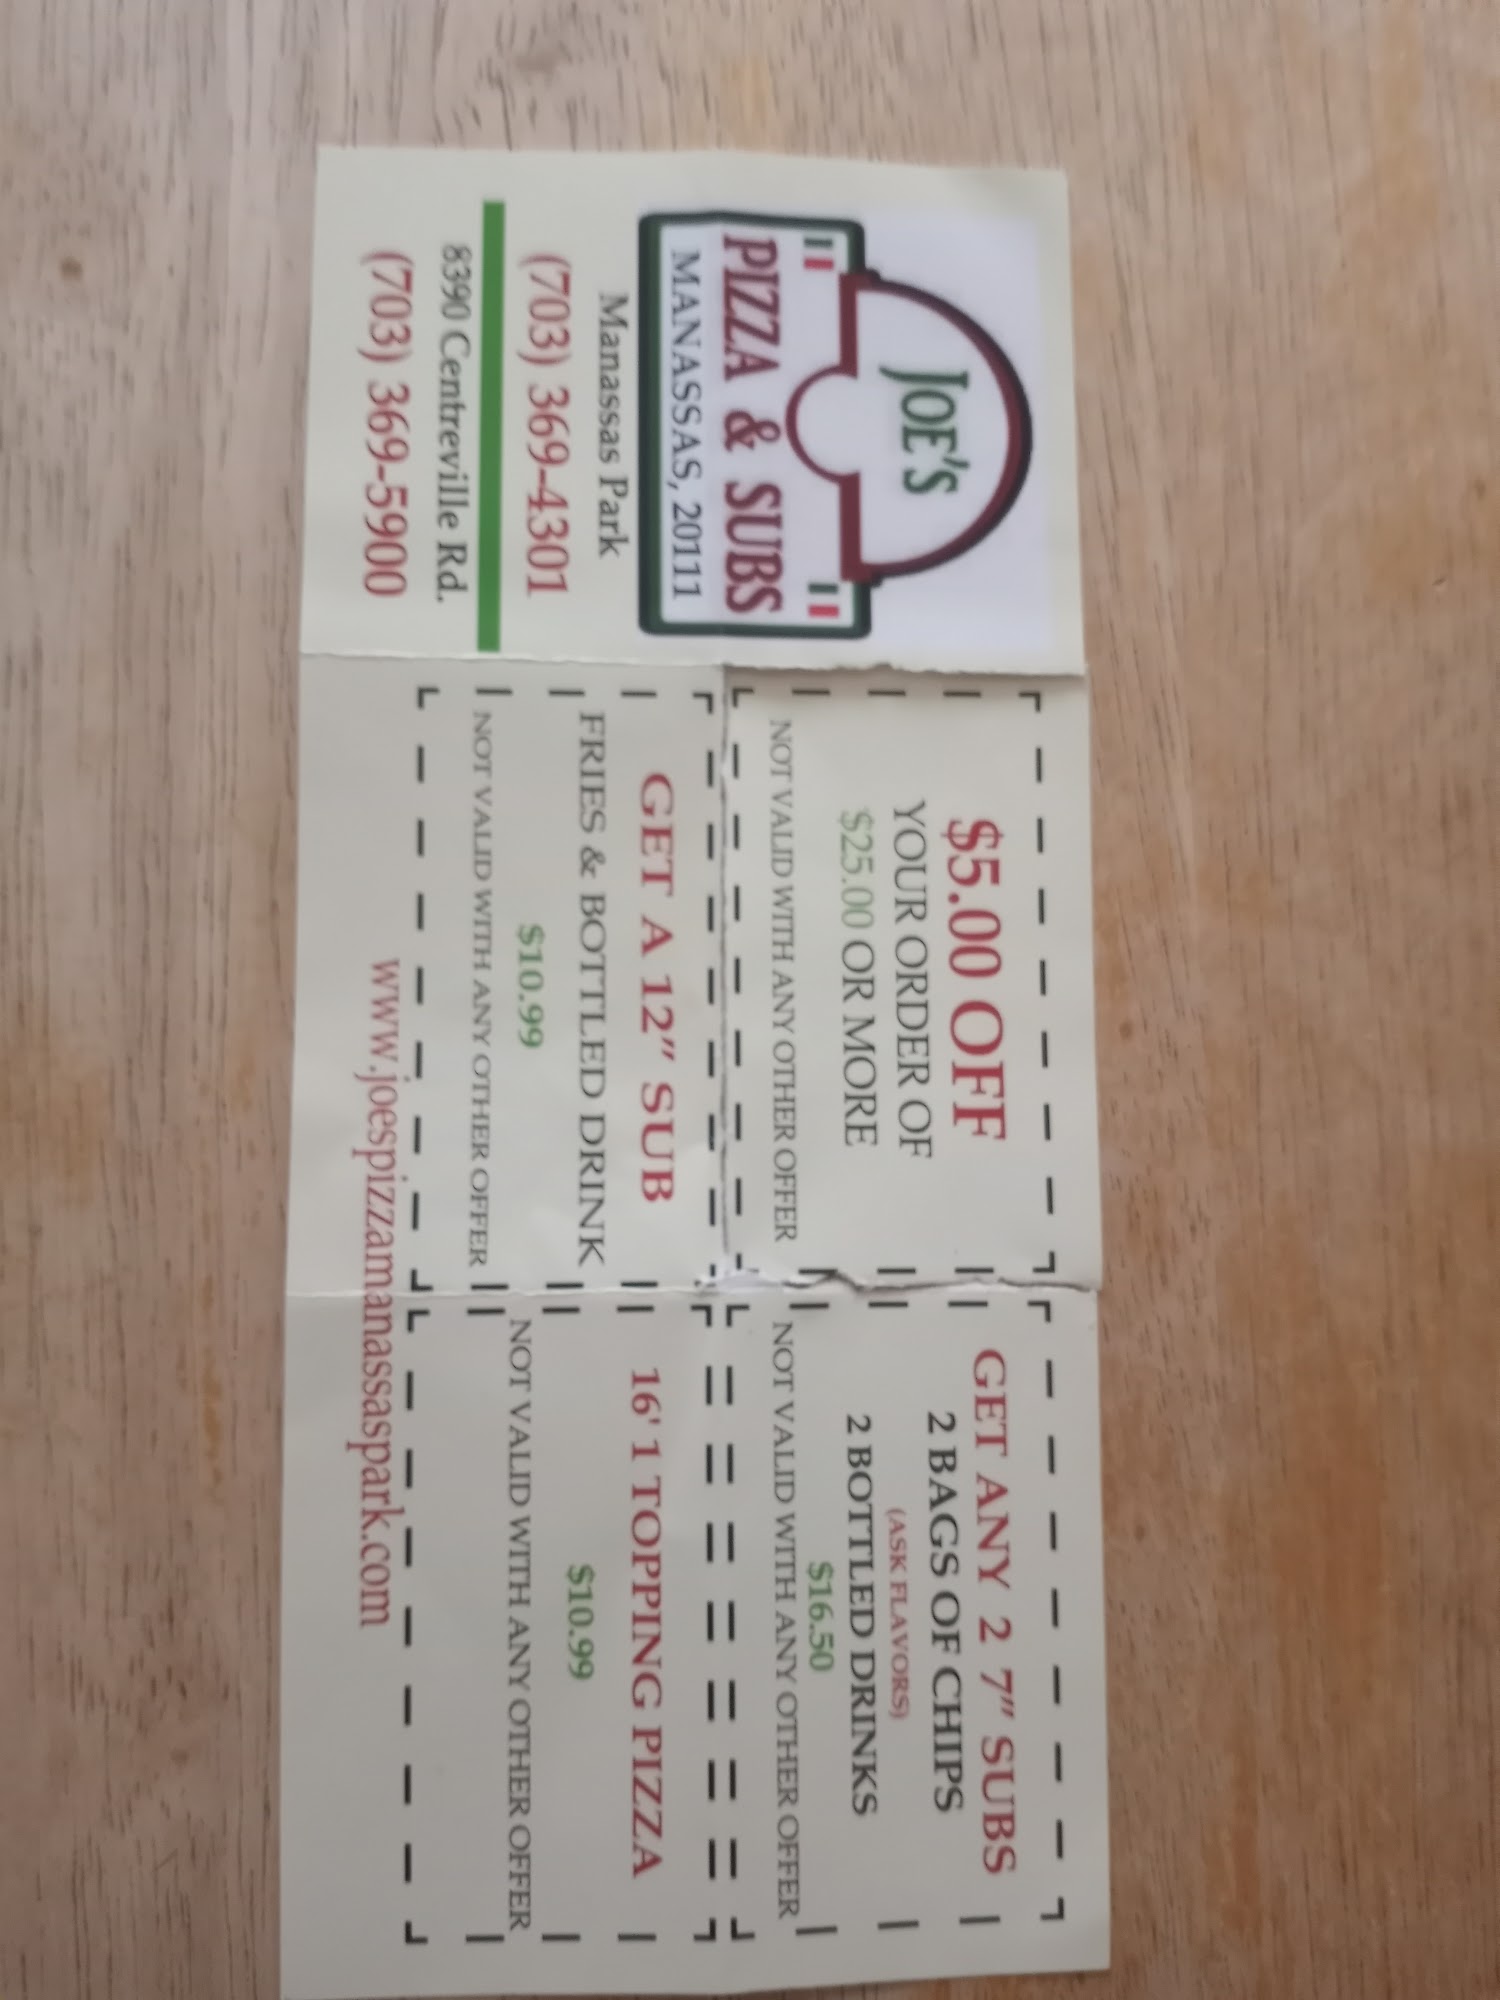 JOE'S
PIZZA & SUBS
MANASSAS, 20111
Manassas Park
(703) 369-4301
8390 Centreville Rd.
(703) 369-5900
$5.00 OFF
YOUR ORDER OF
$25.00 OR MORE
NOT VALID WITH ANY OTHER OFFER
GET ANY 2 7" SUBS
2 BAGS OF CHIPS
(ASK FLAVORS)
2 BOTTLED DRINKS
$16.50
NOT VALID WITH ANY OTHER OFFER
GET A 12" SUB
FRIES & BOTTLED DRINK
$10.99
NOT VALID WITH ANY OTHER OFFER
16' 1 TOPPING PIZZA
$10.99
NOT VALID WITH ANY OTHER OFFER
www.joespizzamanassaspark.com